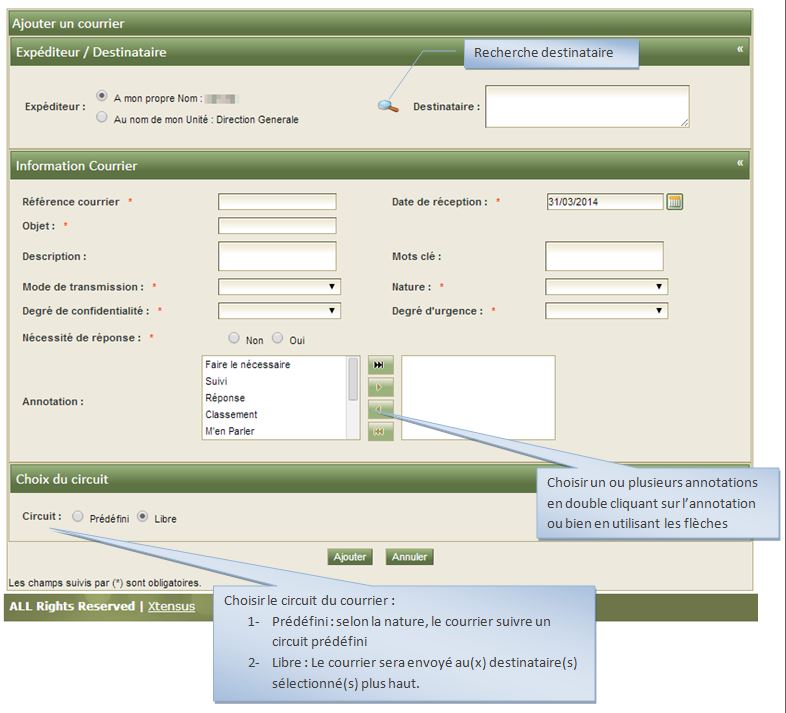 Ajouter un courrier
Expéditeur / Destinataire
«
Recherche destinataire
Expéditeur :
A mon propre Nom :
Au nom de mon Unité : Direction Generale
Destinataire :
Information Courrier
«
Référence courrier *
Date de réception : *
31/03/2014
Objet : *
Description :
Mots clé :
Mode de transmission : *
Nature : *
Degré de confidentialité : *
Degré d'urgence : *
Nécessité de réponse : *
Non
Oui
Annotation :
Faire le nécessaire
Suivi
Réponse
Classement
M'en Parler
Choix du circuit
Choisir un ou plusieurs annotations
en double cliquant sur l’annotation
ou bien en utilisant les flèches
Circuit :
Prédéfini
Libre
Ajouter
Annuler
Les champs suivis par (*) sont obligatoires.
ALL Rights Reserved | Xtensus
Choisir le circuit du courrier :
1- Prédéfini : selon la nature, le courrier suivre un
circuit prédéfini
2- Libre : Le courrier sera envoyé au(x) destinataire(s)
sélectionné(s) plus haut.